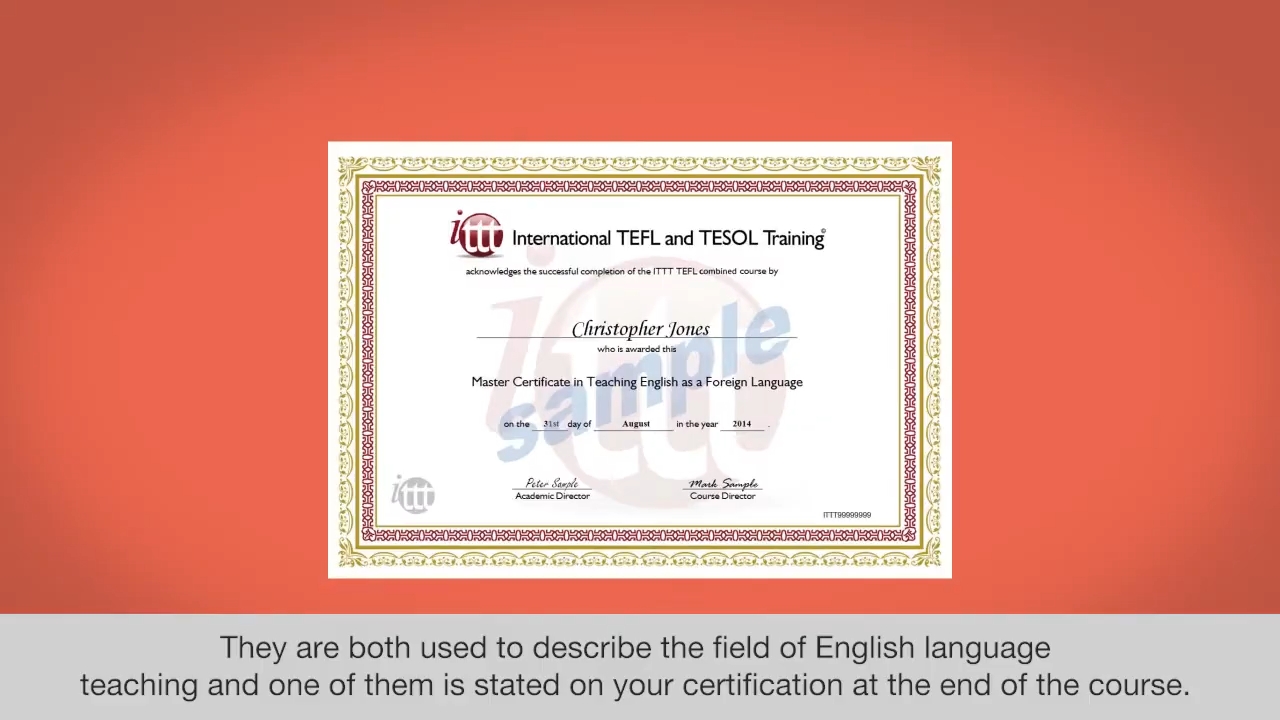 ittt International TEFL and TESOL Training©
acknowledges the successful completion of the ITTT TEFL combined course by
Christopher Jones
who is awarded this
Master Certificate in Teaching English as a Foreign Language
sample
on the 31st day of August in the year 2014 .
Peter Sample Mark Sample
Academic Director Course Director
ittt
ITTT99999999
They are both used to describe the field of English language
teaching and one of them is stated on your certification at the end of the course.